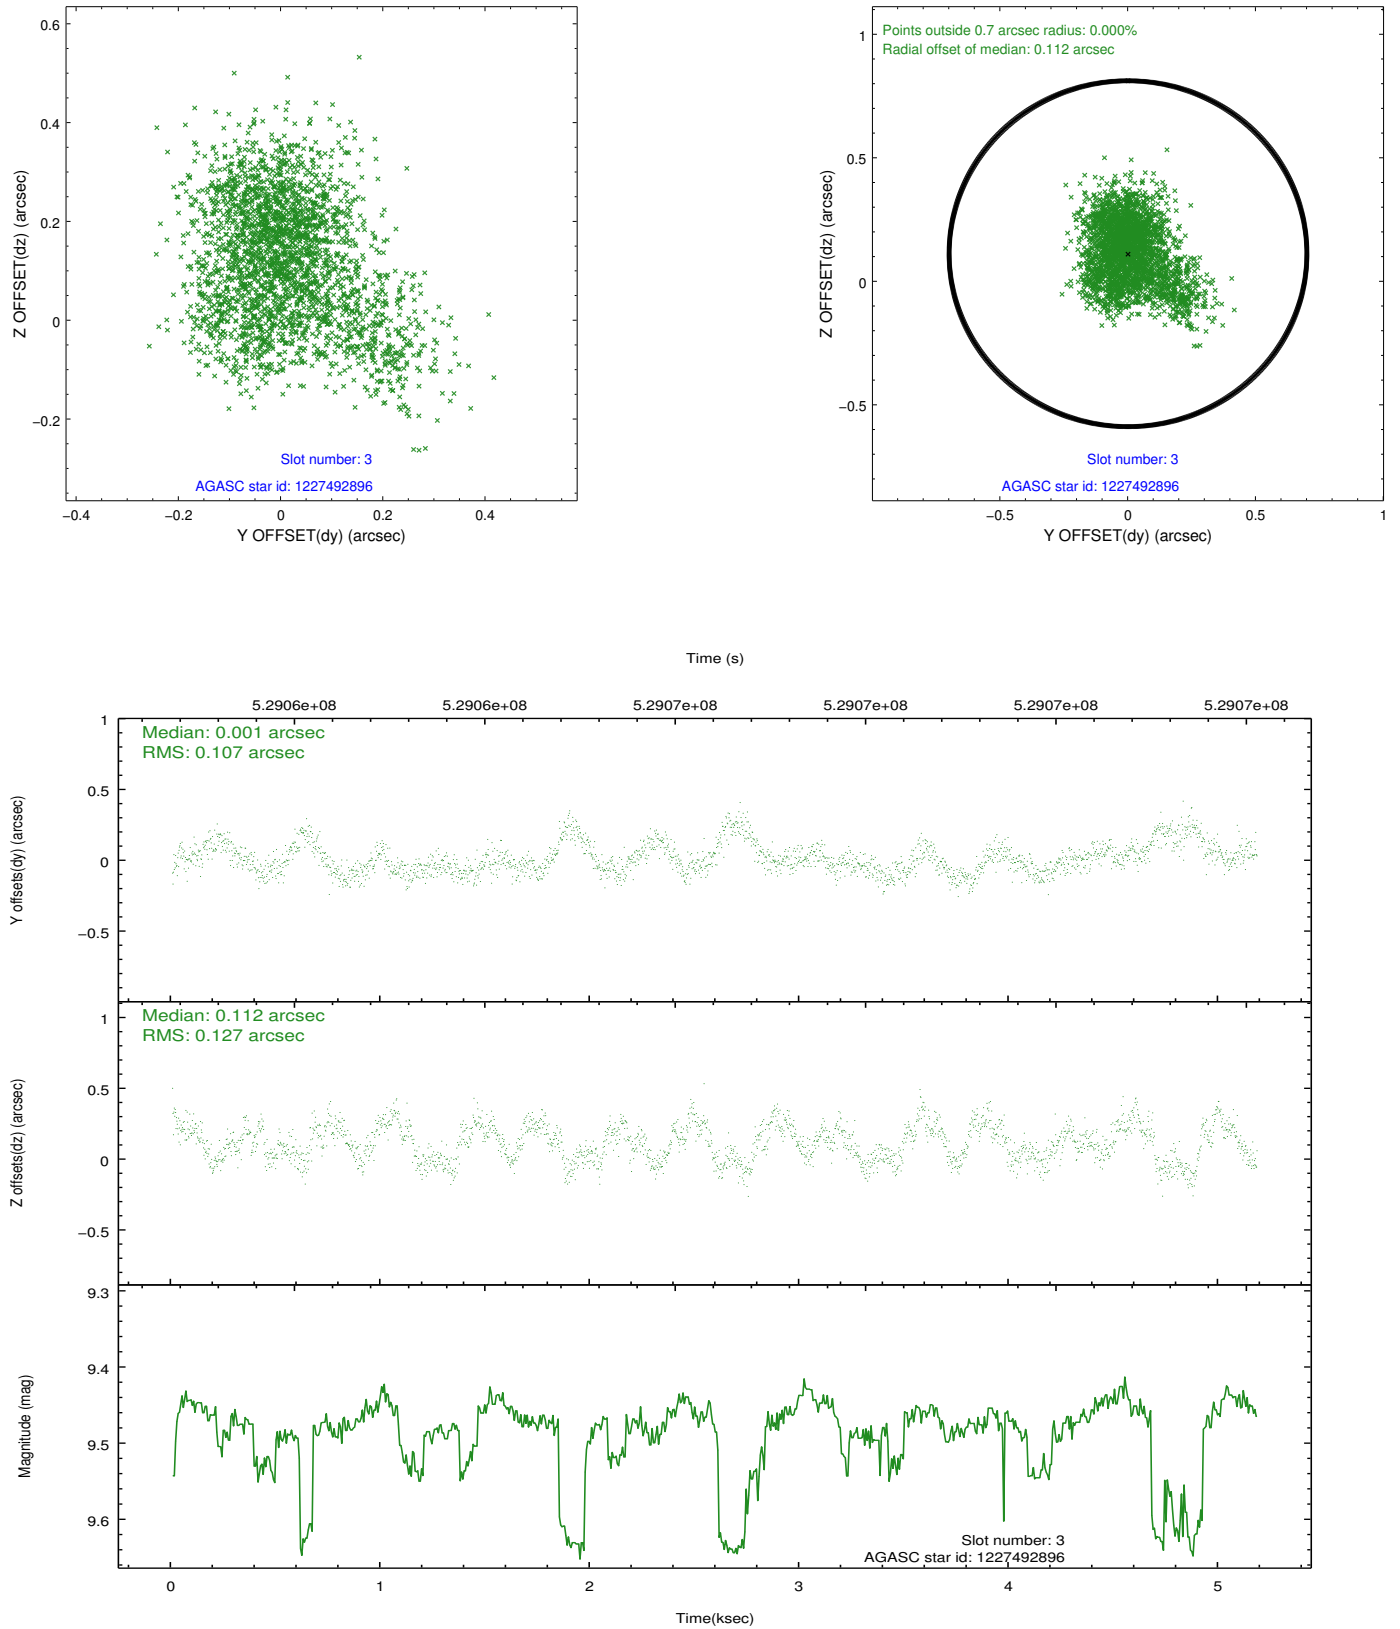 0.6
0.4
0.2
0
−0.2
Z OFFSET(dz) (arcsec)
Slot number: 3
AGASC star id: 1227492896
−0.4
−0.2
0
0.2
0.4
Y OFFSET(dy) (arcsec)
Points outside 0.7 arcsec radius: 0.000%
Radial offset of median: 0.112 arcsec
1
0.5
0
−0.5
Z OFFSET(dz) (arcsec)
Slot number: 3
AGASC star id: 1227492896
−0.5
0
0.5
1
Y OFFSET(dy) (arcsec)
Time (s)
5.2906e+08
5.2906e+08
5.2907e+08
5.2907e+08
5.2907e+08
5.2907e+08
Median: 0.001 arcsec
RMS: 0.107 arcsec
1
0.5
0
−0.5
Y offsets(dy) (arcsec)
Median: 0.112 arcsec
RMS: 0.127 arcsec
1
0.5
0
−0.5
Z offsets(dz) (arcsec)
9.3
9.4
9.5
9.6
Magnitude (mag)
Slot number: 3
AGASC star id: 1227492896
0
1
2
3
4
5
Time(ksec)